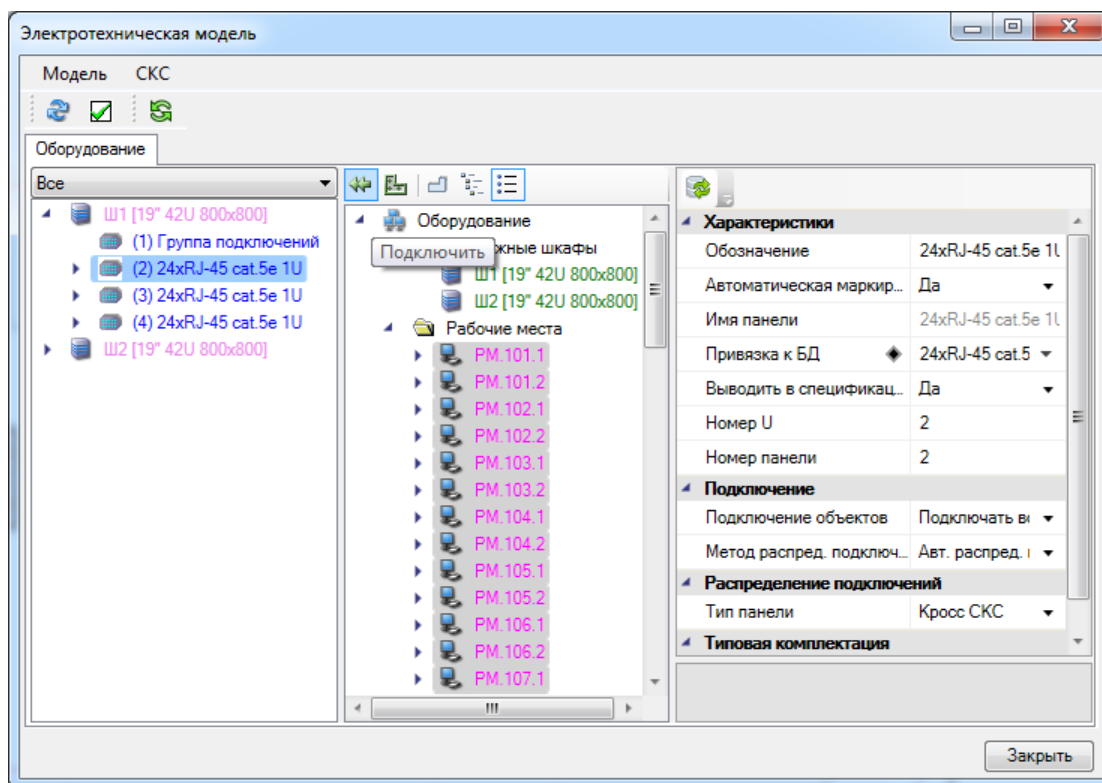 Электротехническая модель
Модель СКС
Оборудование
Все
Ш1 [19" 42U 800x800]
(1) Группа подключений
(2) 24xRJ-45 cat.5e 1U
(3) 24xRJ-45 cat.5e 1U
(4) 24xRJ-45 cat.5e 1U
Ш2 [19" 42U 800x800]
Оборудование
Подключить
жные шкафы
Ш1 [19" 42U 800x800]
Ш2 [19" 42U 800x800]
Рабочие места
РМ.101.1
РМ.101.2
РМ.102.1
РМ.102.2
РМ.103.1
РМ.103.2
РМ.104.1
РМ.104.2
РМ.105.1
РМ.105.2
РМ.106.1
РМ.106.2
РМ.107.1
Характеристики
Обозначение 24xRJ-45 cat.5e 1U
Автоматическая маркир... Да
Имя панели 24xRJ-45 cat.5e 1U
Привязка к БД 24xRJ-45 cat.5
Выводить в спецификац... Да
Номер U 2
Номер панели 2
Подключение
Подключение объектов Подключать вс
Метод распред. подключ... Авт. распред.
Распределение подключений
Тип панели Кросс СКС
Типовая комплектация
Закрыть